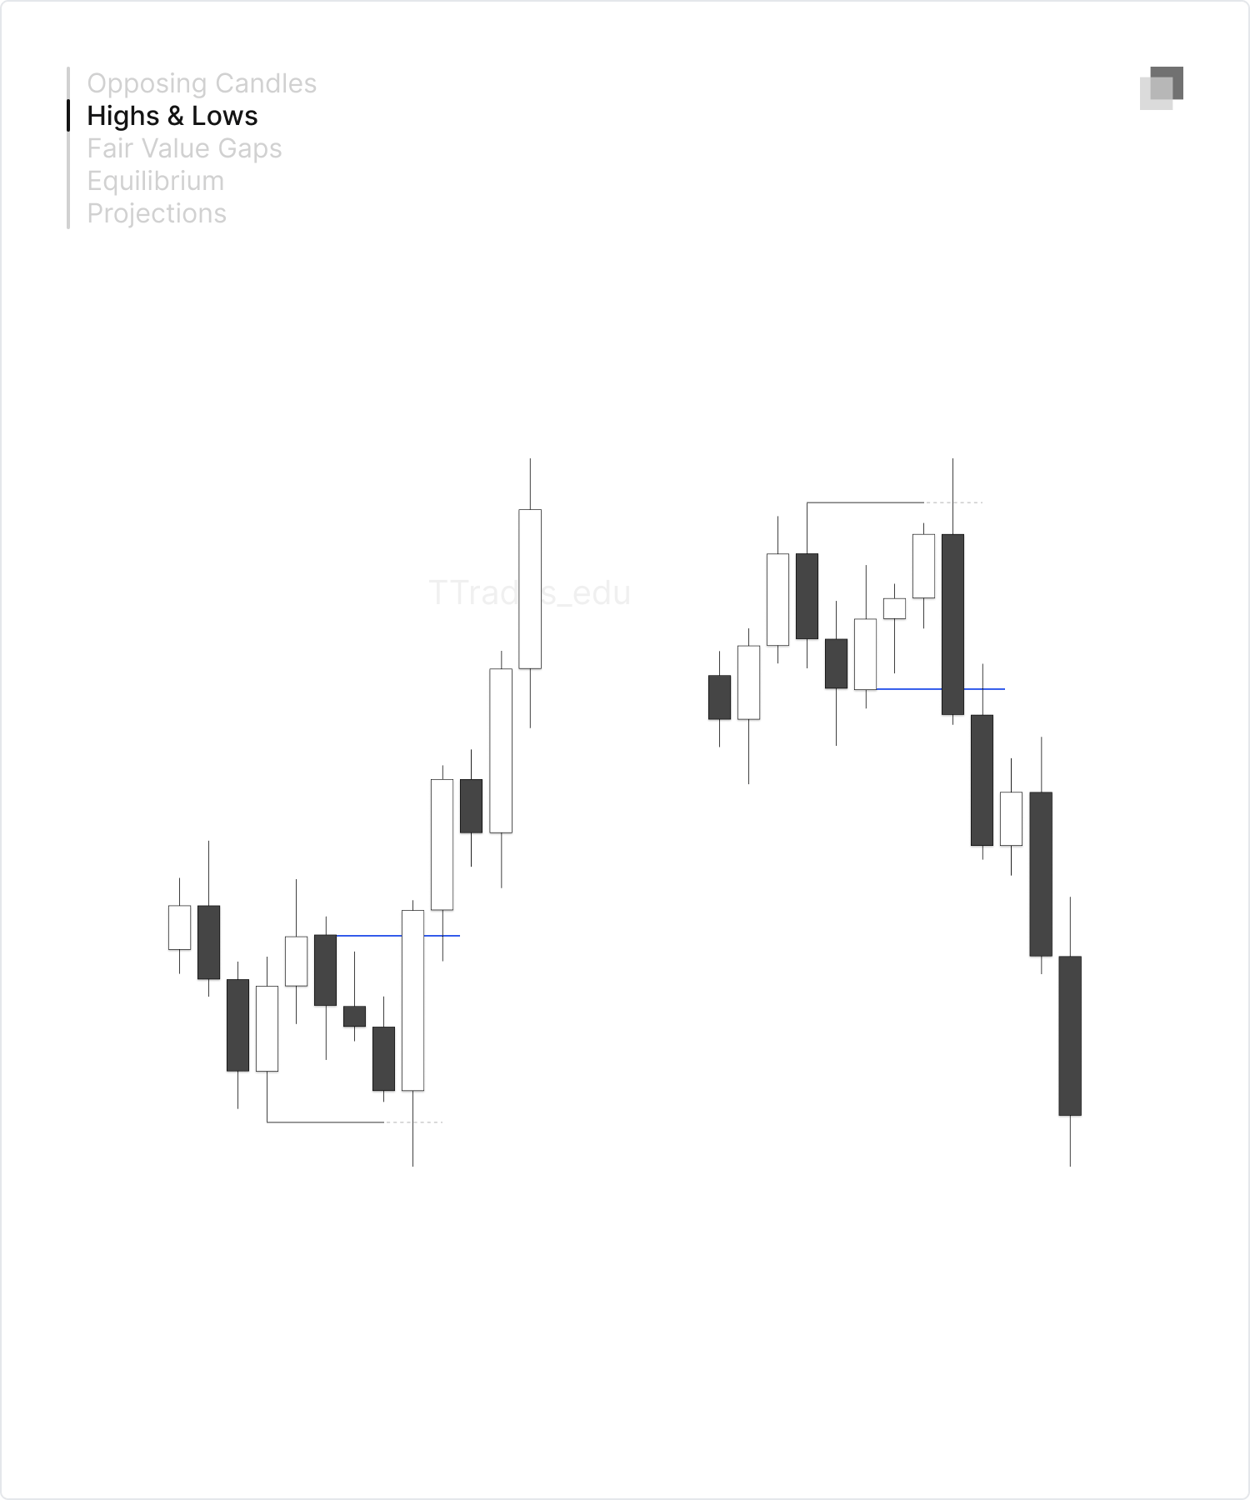 Opposing Candles
Highs & Lows
Fair Value Gaps
Equilibrium
Projections